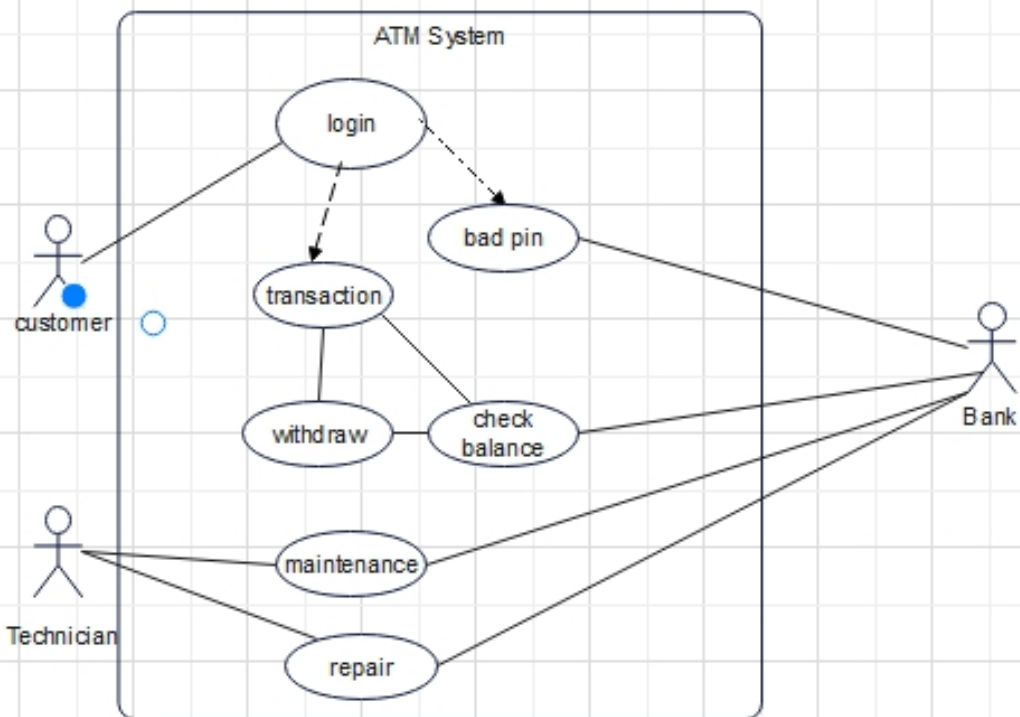 ATM System
login
bad pin
transaction
customer
withdraw
check
balance
Bank
maintenance
Technician
repair